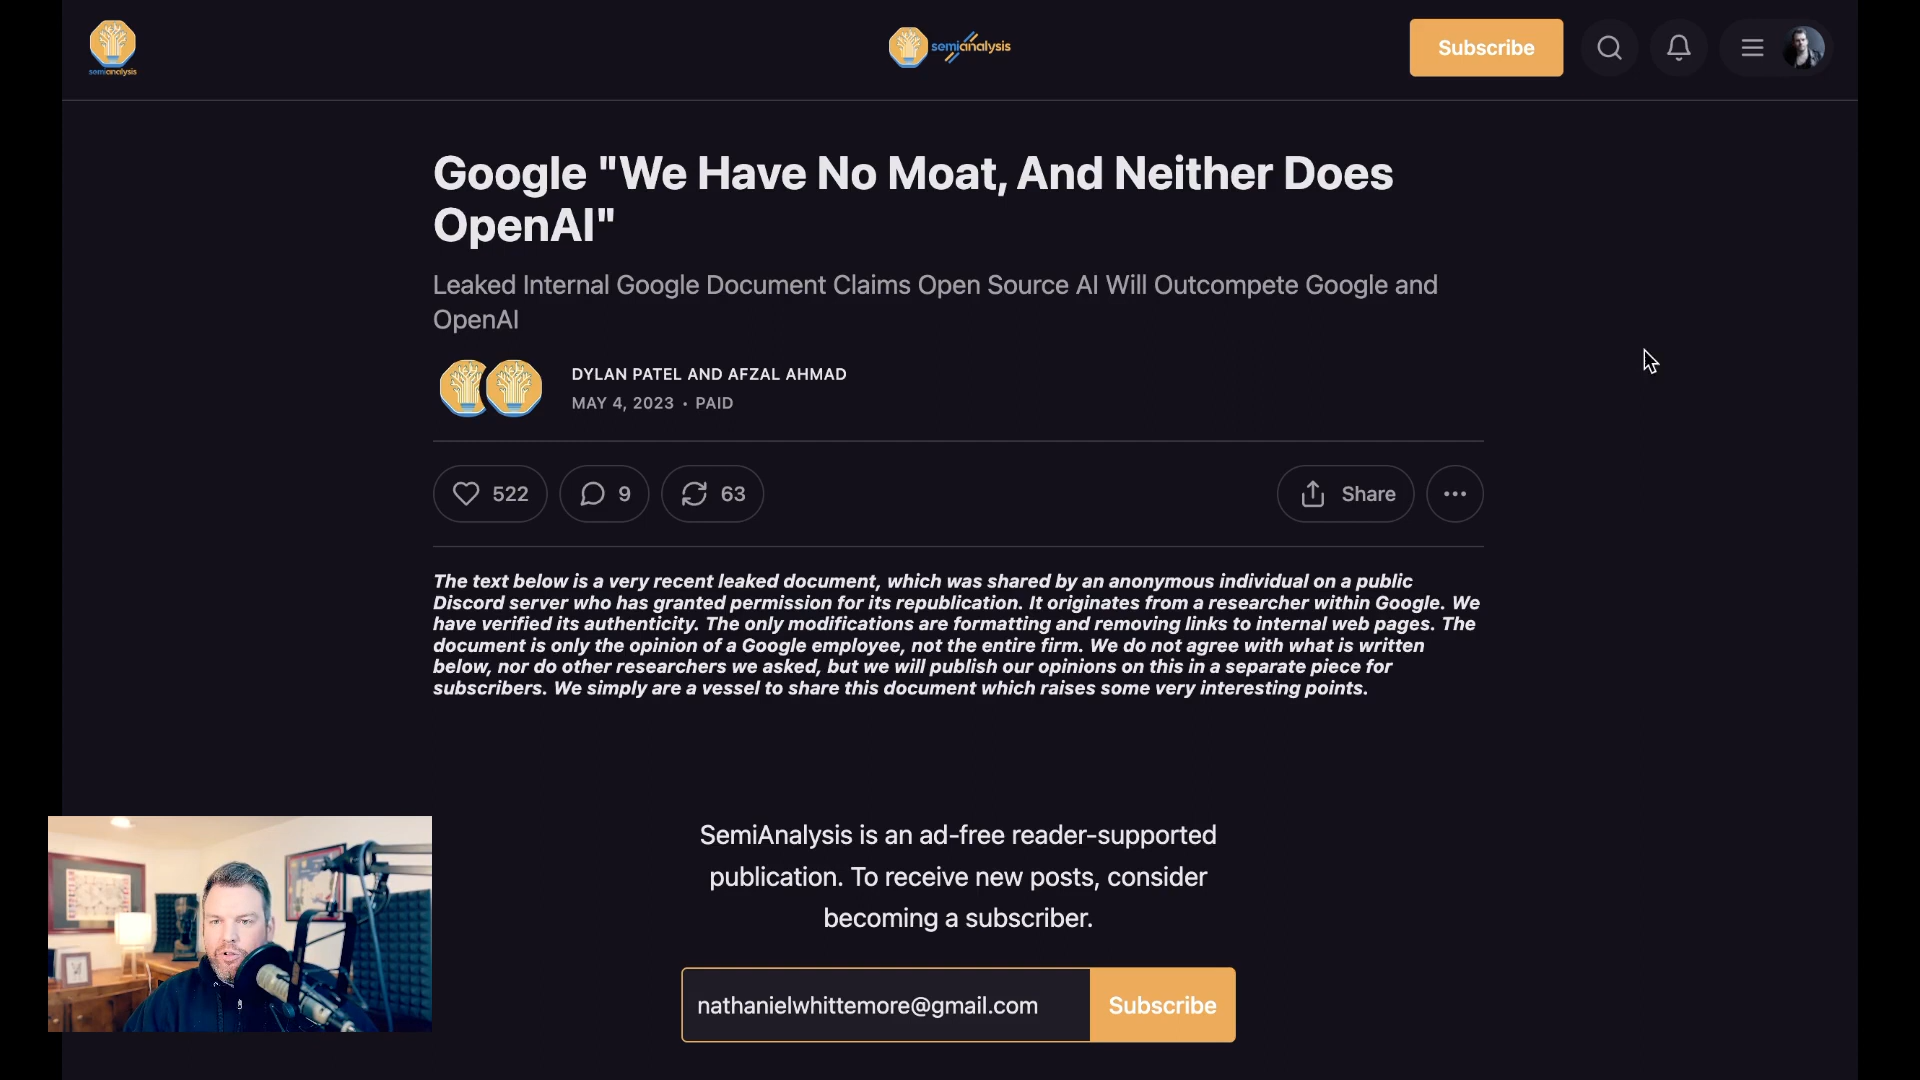 semianalysis
semianalysis
Subscribe
Google "We Have No Moat, And Neither Does
OpenAI"
Leaked Internal Google Document Claims Open Source AI Will Outcompete Google and
OpenAI
DYLAN PATEL AND AFZAL AHMAD
MAY 4, 2023 · PAID
522
9
63
Share
The text below is a very recent leaked document, which was shared by an anonymous individual on a public
Discord server who has granted permission for its republication. It originates from a researcher within Google. We
have verified its authenticity. The only modifications are formatting and removing links to internal web pages. The
document is only the opinion of a Google employee, not the entire firm. We do not agree with what is written
below, nor do other researchers we asked, but we will publish our opinions on this in a separate piece for
subscribers. We simply are a vessel to share this document which raises some very interesting points.
SemiAnalysis is an ad-free reader-supported
publication. To receive new posts, consider
becoming a subscriber.
nathanielwhittemore@gmail.com
Subscribe